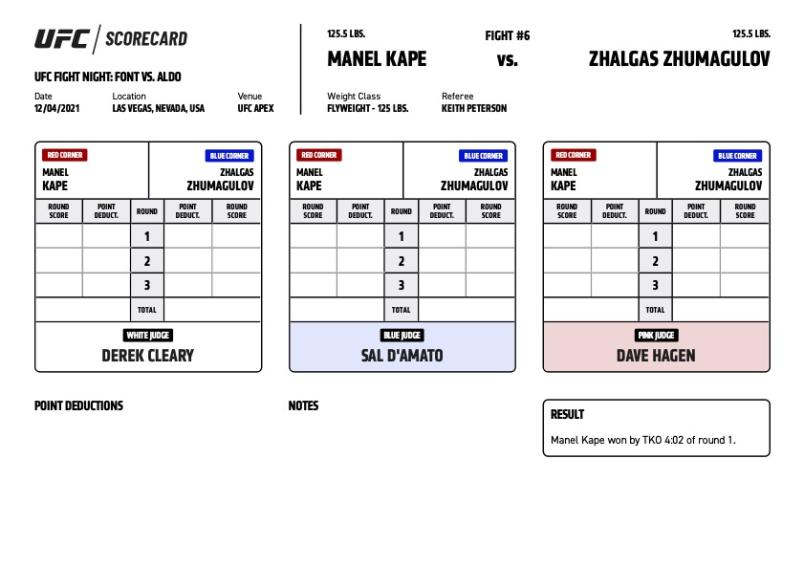 UFC / SCORECARD
UFC FIGHT NIGHT: FONT VS. ALDO
Date Location Venue
12/04/2021 LAS VEGAS, NEVADA, USA UFC APEX
125.5 LBS. FIGHT #6 125.5 LBS.
MANEL KAPE VS. ZHALGAS ZHUMAGULOV
Weight Class Referee
FLYWEIGHT - 125 LBS. KEITH PETERSON
RED CORNER BLUE CORNER
MANEL ZHALGAS
KAPE ZHUMAGULOV
ROUND SCORE POINT DEDUCT. ROUND POINT DEDUCT. ROUND SCORE
1
2
3
TOTAL
WHITE JUDGE
DEREK CLEARY
RED CORNER BLUE CORNER
MANEL ZHALGAS
KAPE ZHUMAGULOV
ROUND SCORE POINT DEDUCT. ROUND POINT DEDUCT. ROUND SCORE
1
2
3
TOTAL
BLUE JUDGE
SAL D'AMATO
RED CORNER BLUE CORNER
MANEL ZHALGAS
KAPE ZHUMAGULOV
ROUND SCORE POINT DEDUCT. ROUND POINT DEDUCT. ROUND SCORE
1
2
3
TOTAL
PINK JUDGE
DAVE HAGEN
POINT DEDUCTIONS
NOTES
RESULT
Manel Kape won by TKO 4:02 of round 1.